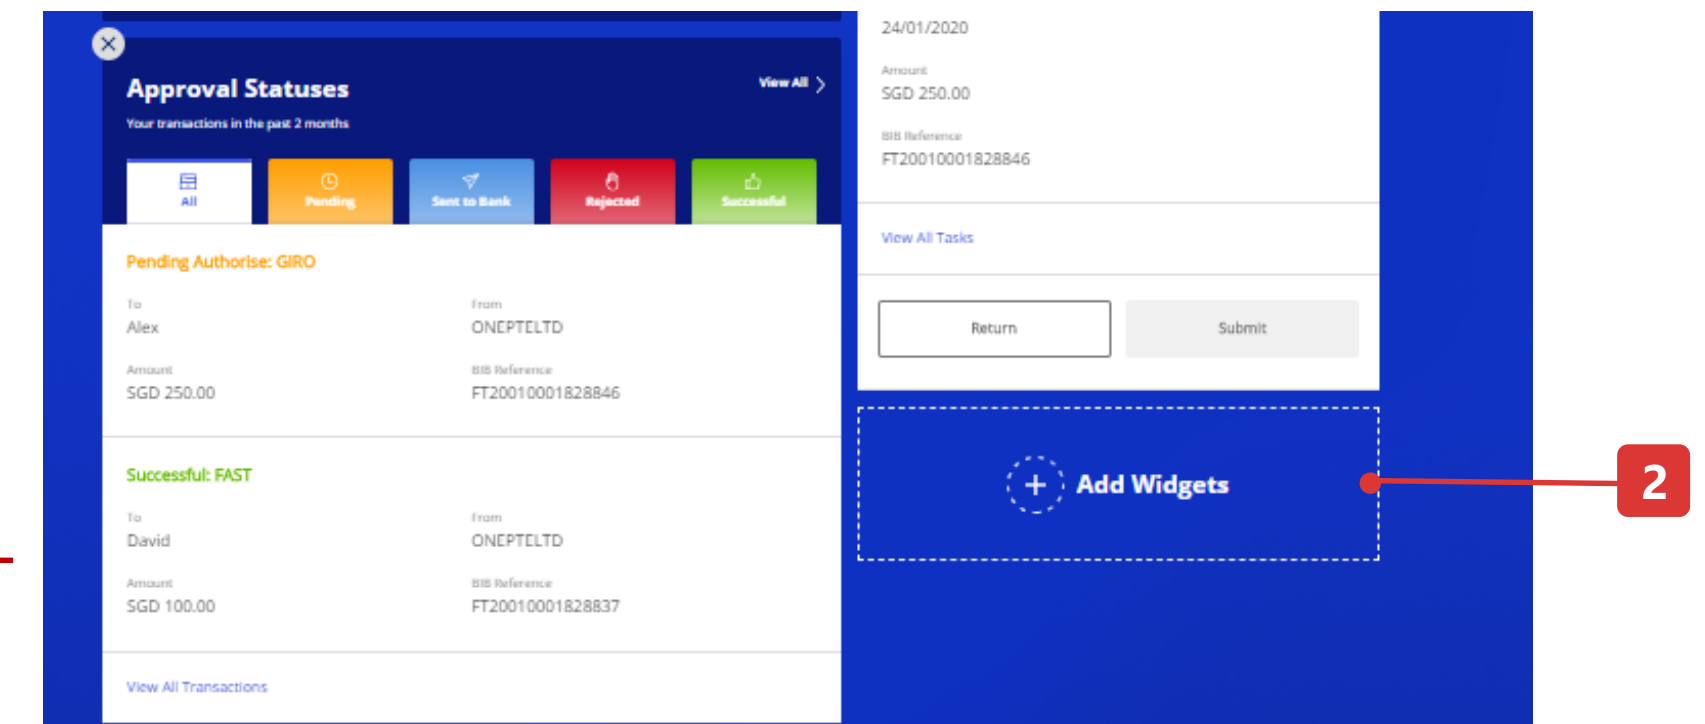 Approval Statuses
View All
Your transactions in the past 2 months
All
Pending
Sent to Bank
Rejected
Successful
Pending Authorise: GIRO
To
Alex
From
ONEPTELTD
Amount
SGD 250.00
BIB Reference
FT20010001828846
Successful: FAST
To
David
From
ONEPTELTD
Amount
SGD 100.00
BIB Reference
FT20010001828837
View All Transactions
24/01/2020
Amount
SGD 250.00
BIB Reference
FT20010001828846
View All Tasks
Return
Submit
Add Widgets
2